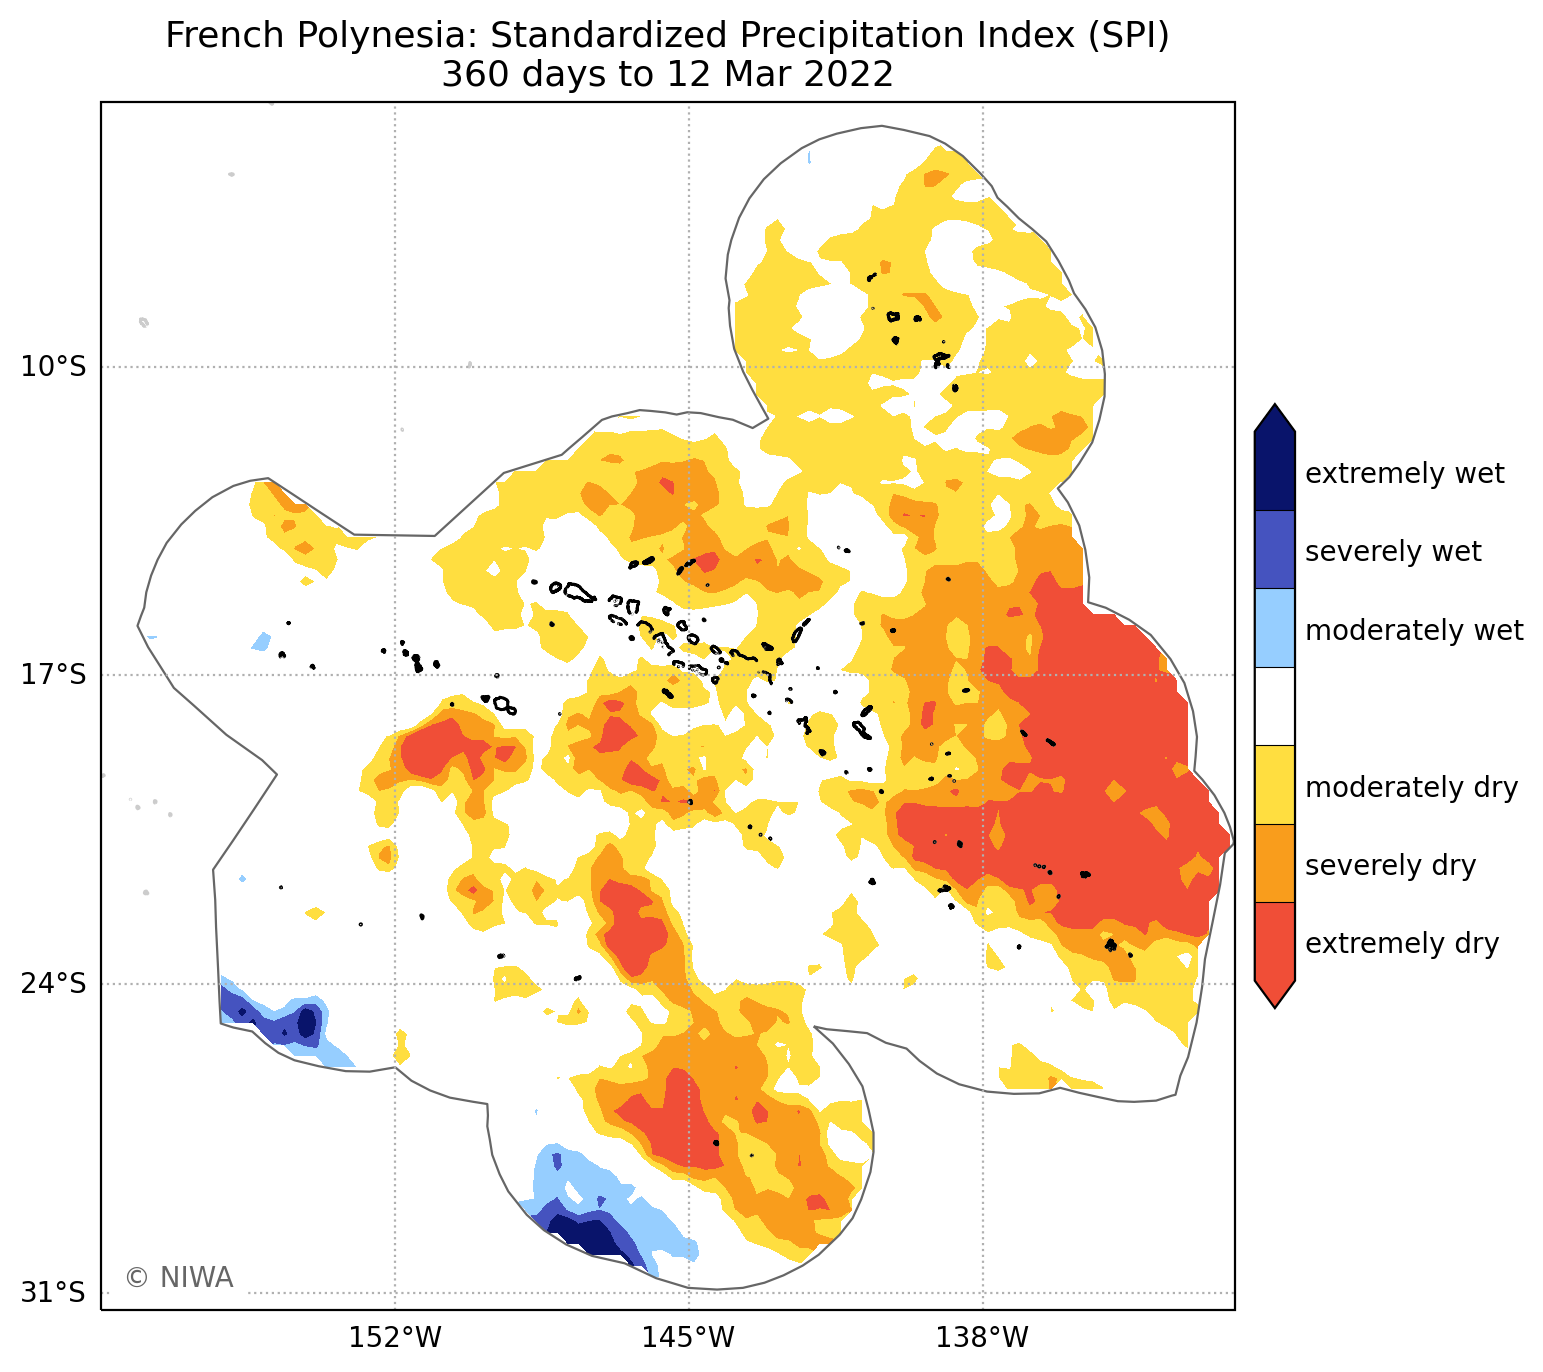 French Polynesia: Standardized Precipitation Index (SPI)
360 days to 12 Mar 2022
10°S
17°S
24°S
31°S
152°W
145°W
138°W
extremely wet
severely wet
moderately wet
moderately dry
severely dry
extremely dry
© NIWA